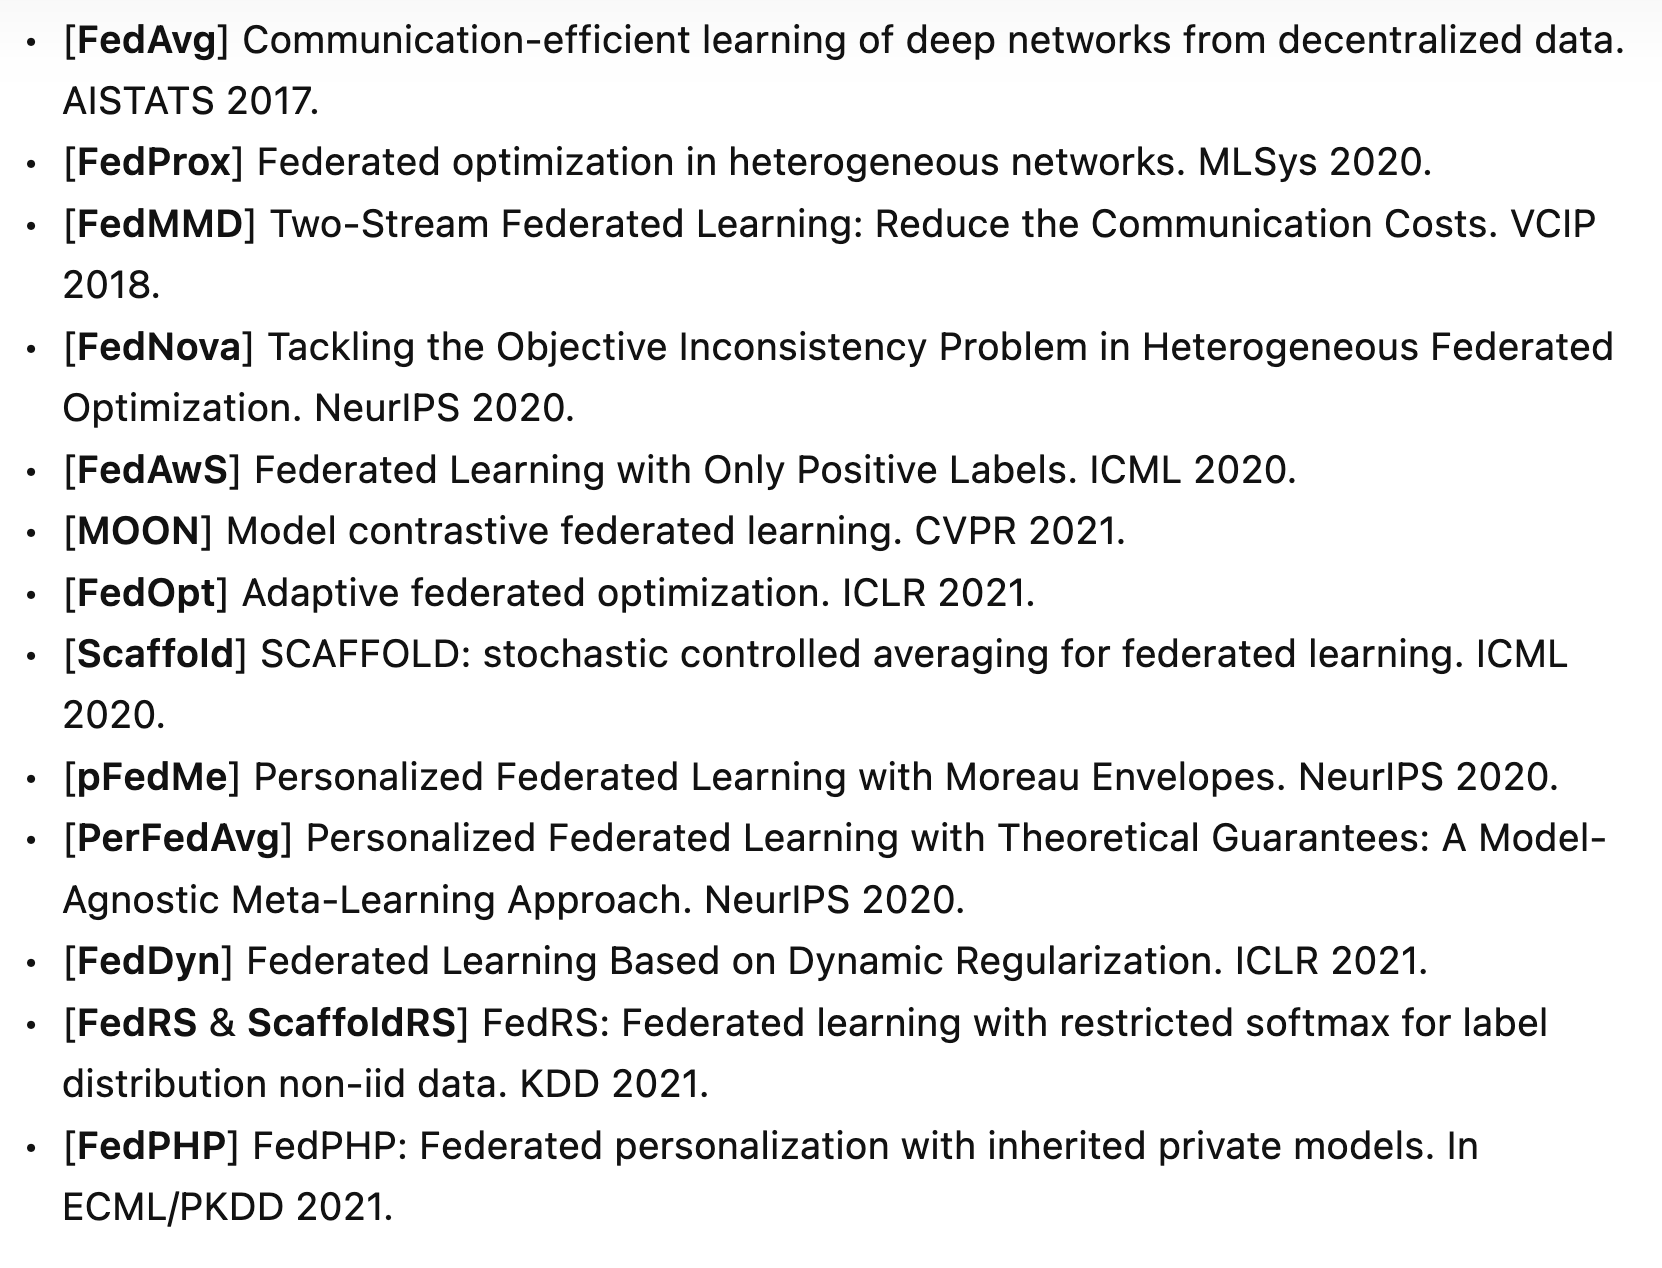 • [FedAvg] Communication-efficient learning of deep networks from decentralized data.
AISTATS 2017.
• [FedProx] Federated optimization in heterogeneous networks. MLSys 2020.
• [FedMMD] Two-Stream Federated Learning: Reduce the Communication Costs. VCIP
2018.
• [FedNova] Tackling the Objective Inconsistency Problem in Heterogeneous Federated
Optimization. NeurIPS 2020.
• [FedAwS] Federated Learning with Only Positive Labels. ICML 2020.
• [MOON] Model contrastive federated learning. CVPR 2021.
• [FedOpt] Adaptive federated optimization. ICLR 2021.
• [Scaffold] SCAFFOLD: stochastic controlled averaging for federated learning. ICML
2020.
• [pFedMe] Personalized Federated Learning with Moreau Envelopes. NeurIPS 2020.
• [PerFedAvg] Personalized Federated Learning with Theoretical Guarantees: A Model-
Agnostic Meta-Learning Approach. NeurIPS 2020.
• [FedDyn] Federated Learning Based on Dynamic Regularization. ICLR 2021.
• [FedRS & ScaffoldRS] FedRS: Federated learning with restricted softmax for label
distribution non-iid data. KDD 2021.
• [FedPHP] FedPHP: Federated personalization with inherited private models. In
ECML/PKDD 2021.